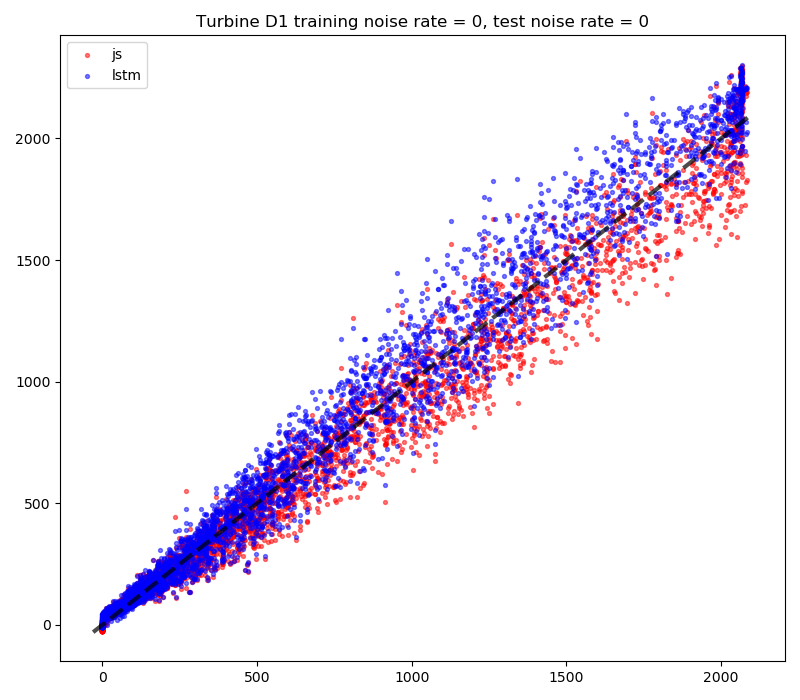 Turbine D1 training noise rate = 0, test noise rate = 0
js
lstm
2000
1500
1000
500
0
0 500 1000 1500 2000